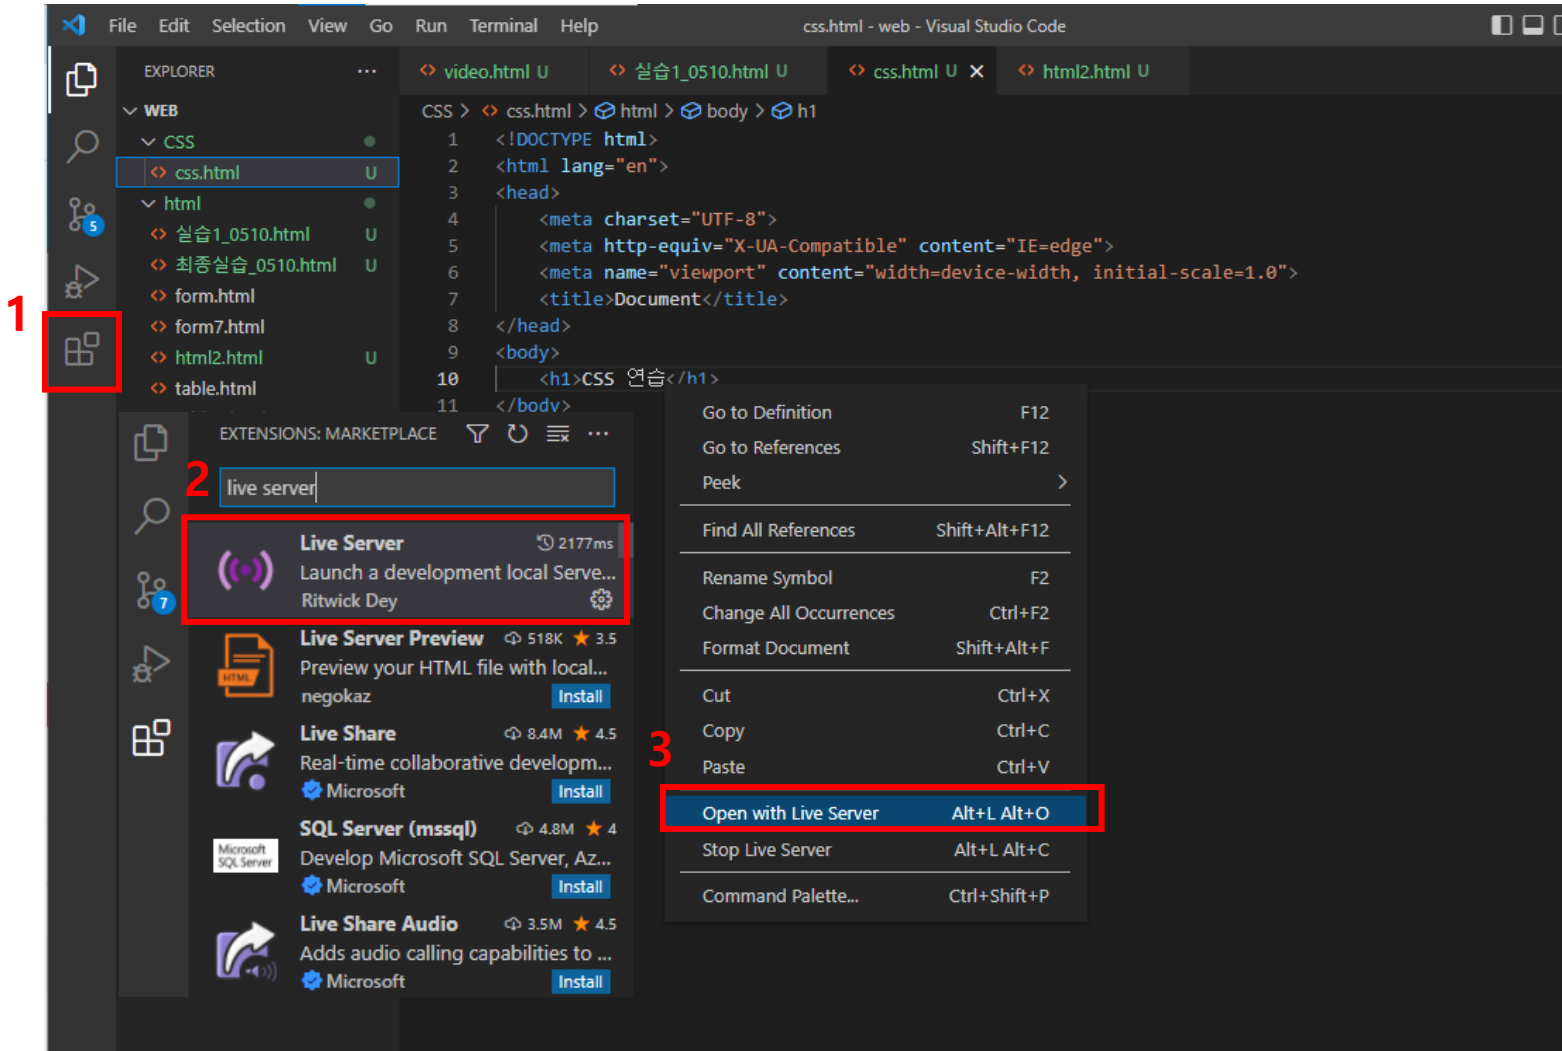 File Edit Selection View Go Run Terminal Help css.html - web - Visual Studio Code
EXPLORER ···
video.html U 실습1_0510.html U css.html U html2.html U
WEB
CSS > css.html > html > body > h1
CSS
css.html U
html
실습1_0510.html U
최종실습_0510.html U
form.html
form7.html
html2.html U
table.html
5
1 <!DOCTYPE html>
2 <html lang="en">
3 <head>
4 <meta charset="UTF-8">
5 <meta http-equiv="X-UA-Compatible" content="IE=edge">
6 <meta name="viewport" content="width=device-width, initial-scale=1.0">
7 <title>Document</title>
8 </head>
9 <body>
10 <h1>CSS 연습</h1>
11 </body>
1
EXTENSIONS: MARKETPLACE ···
2
live server
Live Server 2177ms
Launch a development local Serve...
Ritwick Dey
7
Live Server Preview 518K ★ 3.5
Preview your HTML file with local...
HTML
negokaz Install
Live Share 8.4M ★ 4.5
Real-time collaborative developm...
Microsoft Install
SQL Server (mssql) 4.8M ★ 4
Microsoft
SQL Server
Develop Microsoft SQL Server, Az...
Microsoft Install
Live Share Audio 3.5M ★ 4.5
Adds audio calling capabilities to ...
Microsoft Install
Go to Definition F12
Go to References Shift+F12
Peek >
Find All References Shift+Alt+F12
Rename Symbol F2
Change All Occurrences Ctrl+F2
Format Document Shift+Alt+F
Cut Ctrl+X
Copy Ctrl+C
3
Paste Ctrl+V
Open with Live Server Alt+L Alt+O
Stop Live Server Alt+L Alt+C
Command Palette... Ctrl+Shift+P